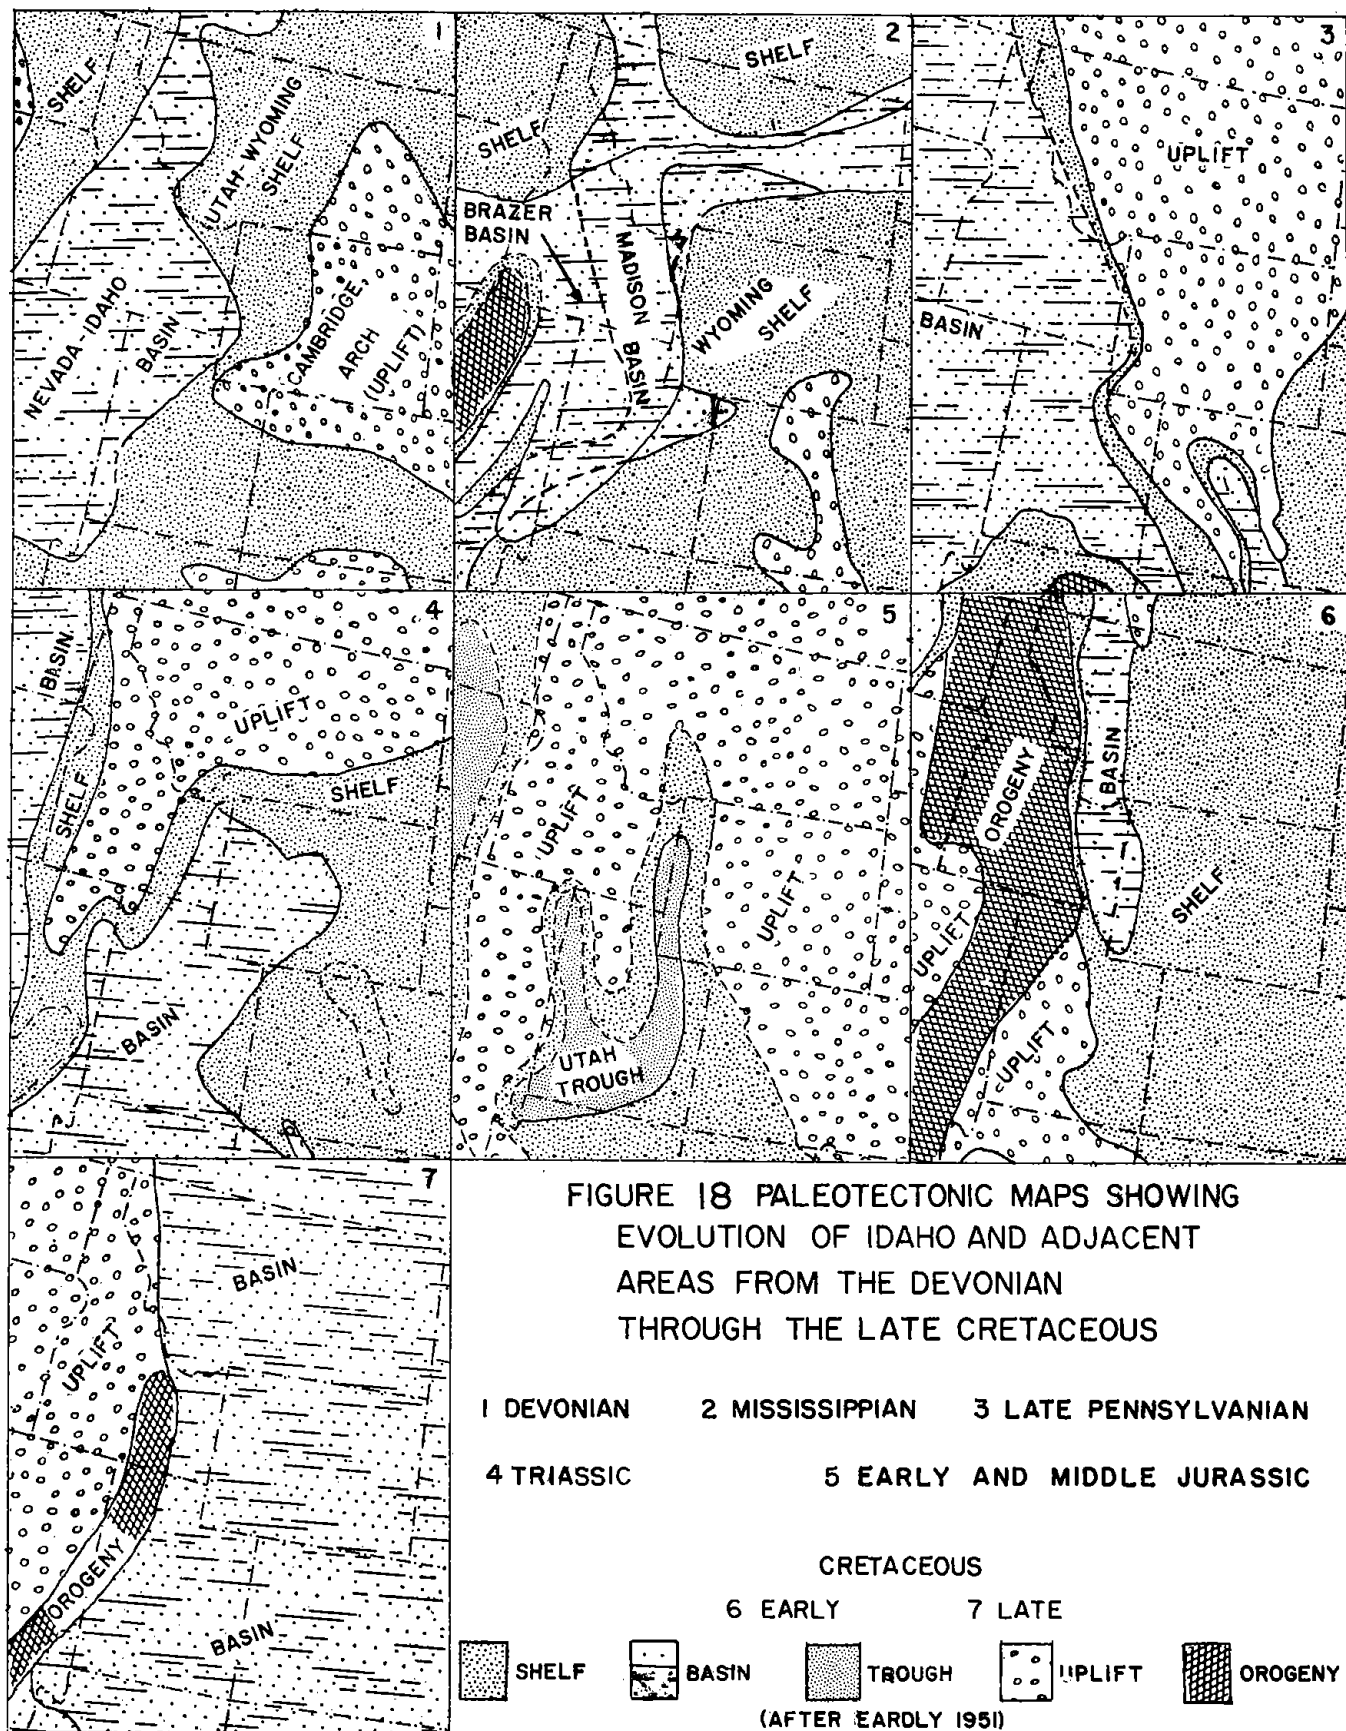 1
SHELF
UTAH-WYOMING
SHELF
NEVADA-IDAHO
BASIN
CAMBRIDGE
ARCH
(UPLIFT)
2
SHELF
SHELF
BRAZER
BASIN
MADISON BASIN
WYOMING
SHELF
3
UPLIFT
BASIN
4
BASIN
UPLIFT
SHELF
SHELF
BASIN
5
UPLIFT
UPLIFT
UTAH
TROUGH
6
OROGENY
BASIN
SHELF
UPLIFT
UPLIFT
7
BASIN
UPLIFT
OROGENY
BASIN
FIGURE 18 PALEOTECTONIC MAPS SHOWING
EVOLUTION OF IDAHO AND ADJACENT
AREAS FROM THE DEVONIAN
THROUGH THE LATE CRETACEOUS
1 DEVONIAN 2 MISSISSIPPIAN 3 LATE PENNSYLVANIAN
4 TRIASSIC 5 EARLY AND MIDDLE JURASSIC
CRETACEOUS
6 EARLY 7 LATE
SHELF BASIN TROUGH UPLIFT OROGENY
(AFTER EARDLY 1951)